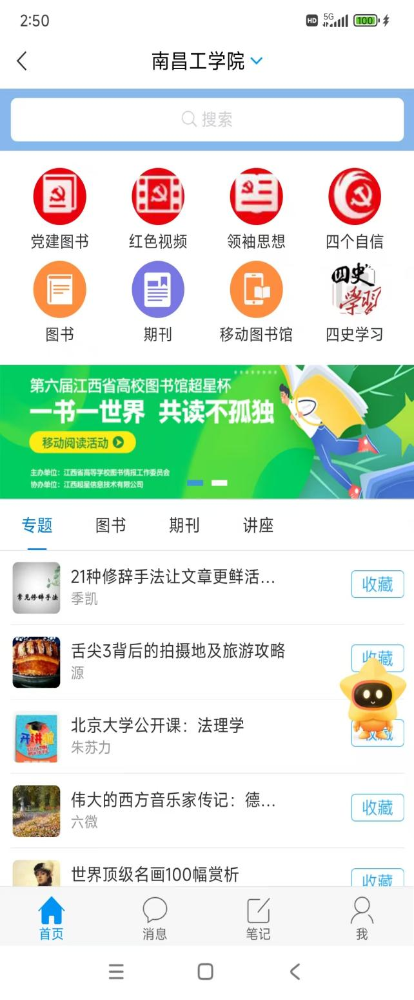 2:50
HD 5G 100
南昌工学院
搜索
党建图书 红色视频 领袖思想 四个自信
四史
学習
图书 期刊 移动图书馆 四史学习
第六届江西省高校图书馆超星杯
一书一世界 共读不孤独
移动阅读活动
主办单位：江西省高等学校图书情报工作委员会
协办单位：江西超星信息技术有限公司
专题 图书 期刊 讲座
常见修辞手法
21种修辞手法让文章更鲜活...
季凯
收藏
舌尖3背后的拍摄地及旅游攻略
源
收藏
开讲啦
北京大学公开课：法理学
朱苏力
收藏
伟大的西方音乐家传记：德...
六微
收藏
世界顶级名画100幅赏析
收藏
首页 消息 笔记 我